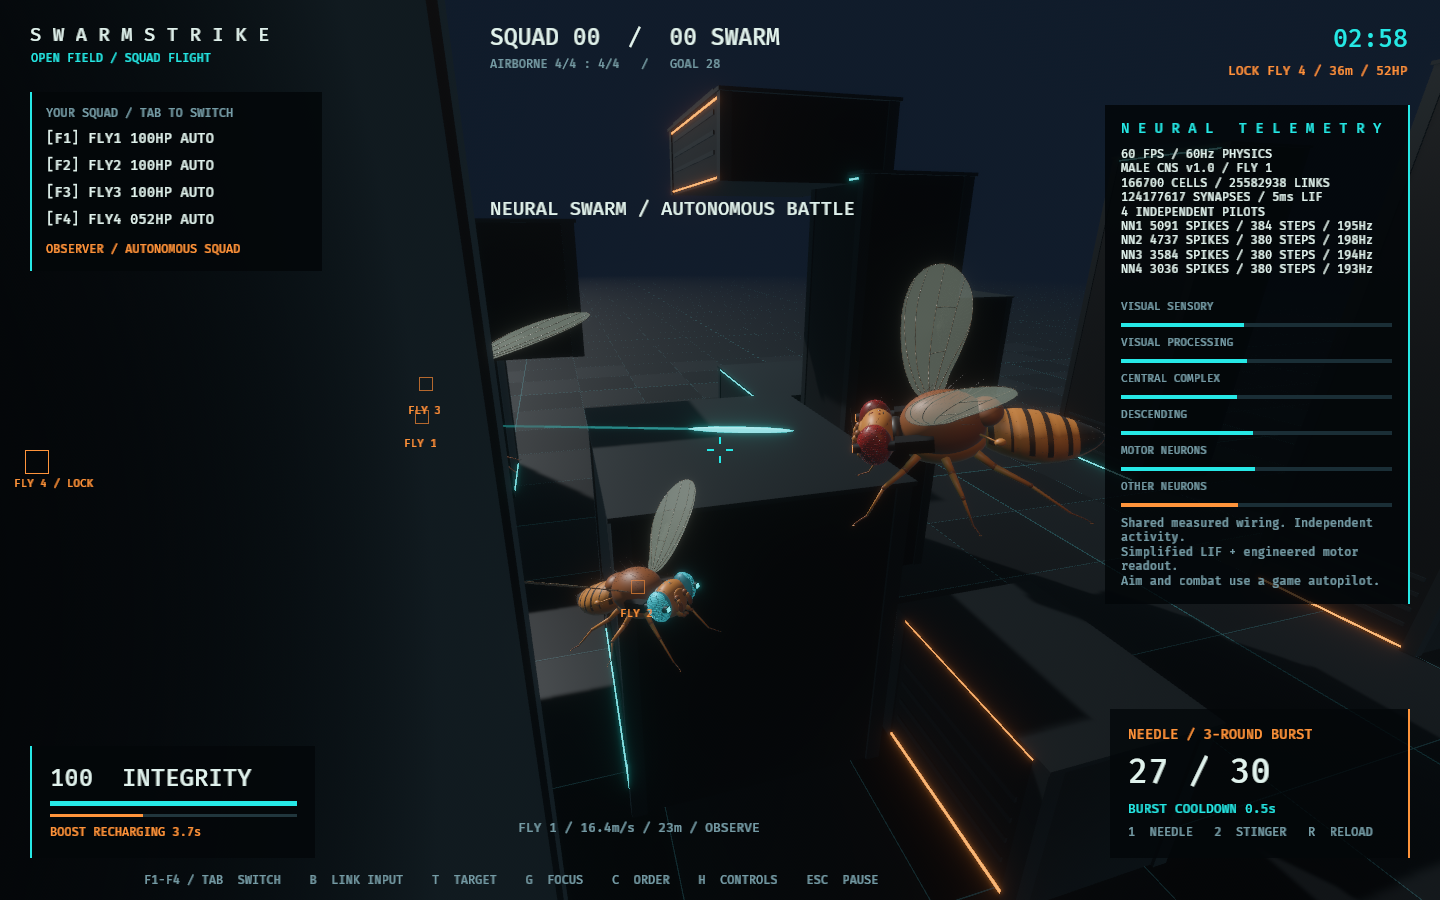 SWARMSTRIKE
OPEN FIELD / SQUAD FLIGHT
YOUR SQUAD / TAB TO SWITCH
[F1] FLY1 100HP AUTO
[F2] FLY2 100HP AUTO
[F3] FLY3 100HP AUTO
[F4] FLY4 052HP AUTO
OBSERVER / AUTONOMOUS SQUAD
SQUAD 00 / 00 SWARM
AIRBORNE 4/4 : 4/4 / GOAL 28
NEURAL SWARM / AUTONOMOUS BATTLE
02:58
LOCK FLY 4 / 36m / 52HP
NEURAL TELEMETRY
60 FPS / 60Hz PHYSICS
MALE CNS v1.0 / FLY 1
166700 CELLS / 25582938 LINKS
124177617 SYNAPSES / 5ms LIF
4 INDEPENDENT PILOTS
NN1 5091 SPIKES / 384 STEPS / 195Hz
NN2 4737 SPIKES / 380 STEPS / 198Hz
NN3 3584 SPIKES / 380 STEPS / 194Hz
NN4 3036 SPIKES / 380 STEPS / 193Hz
VISUAL SENSORY
VISUAL PROCESSING
CENTRAL COMPLEX
DESCENDING
MOTOR NEURONS
OTHER NEURONS
Shared measured wiring. Independent
activity.
Simplified LIF + engineered motor
readout.
Aim and combat use a game autopilot.
FLY 3
FLY 1
FLY 4 / LOCK
FLY 2
100 INTEGRITY
BOOST RECHARGING 3.7s
FLY 1 / 16.4m/s / 23m / OBSERVE
NEEDLE / 3-ROUND BURST
27 / 30
BURST COOLDOWN 0.5s
1 NEEDLE 2 STINGER R RELOAD
F1-F4 / TAB SWITCH B LINK INPUT T TARGET G FOCUS C ORDER H CONTROLS ESC PAUSE